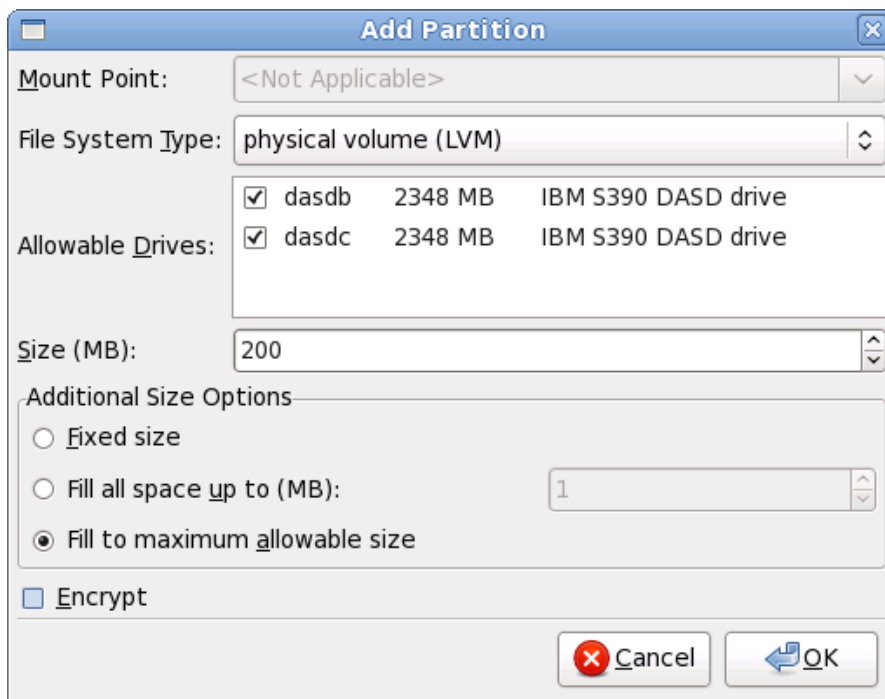 Add Partition
Mount Point: <Not Applicable>
File System Type: physical volume (LVM)
dasdb 2348 MB IBM S390 DASD drive
Allowable Drives: dasdc 2348 MB IBM S390 DASD drive
Size (MB): 200
Additional Size Options
Fixed size
Fill all space up to (MB): 1
Fill to maximum allowable size
Encrypt
Cancel OK